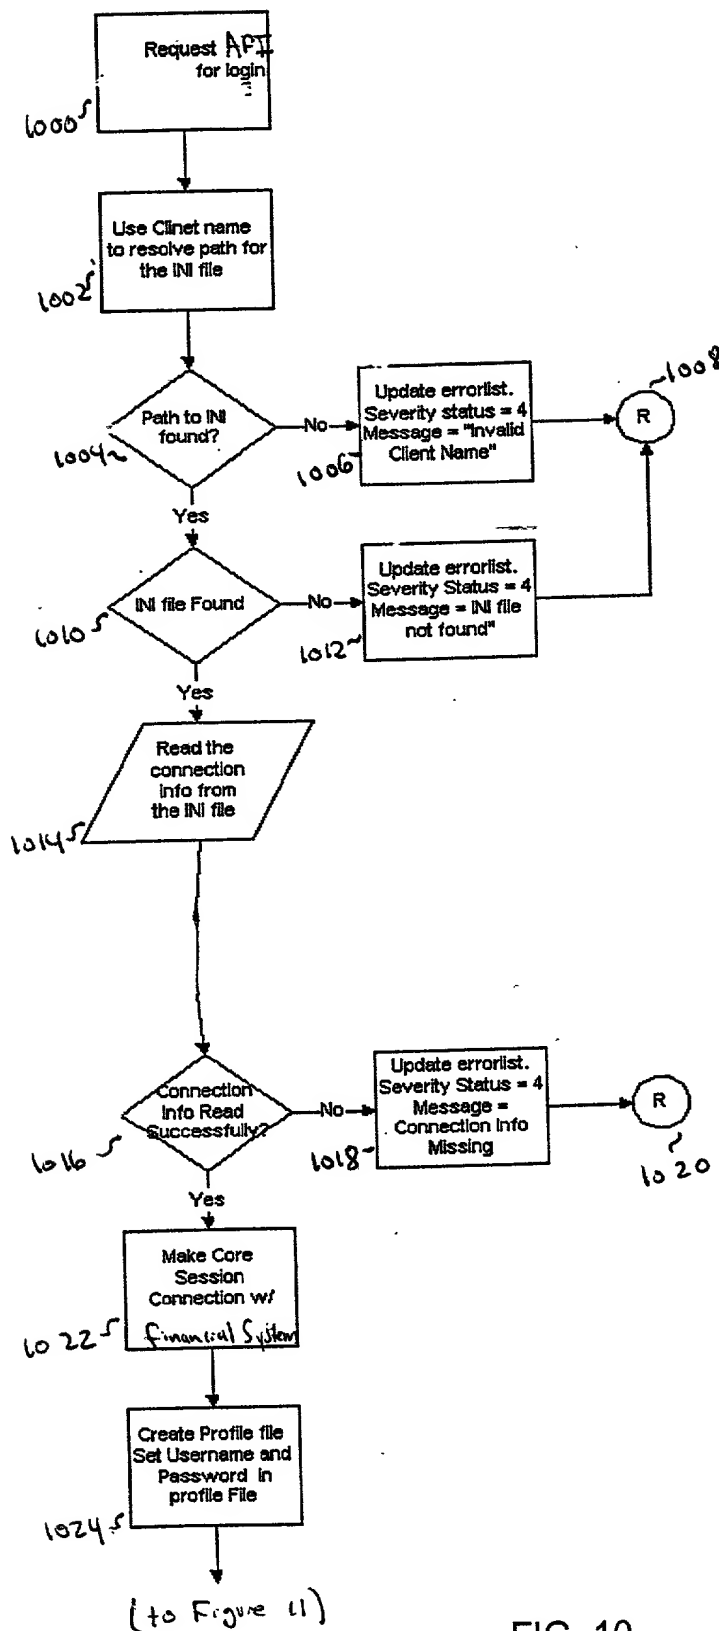 Request API
for login
1000
Use Clinet name
to resolve path for
the INI file
1002
Path to INI
found?
1004
No
Update errorlist.
Severity status = 4
Message = "Invalid
Client Name"
1006
R
1008
Yes
INI file Found
1010
No
Update errorlist.
Severity Status = 4
Message = INI file
not found"
1012
Yes
Read the
connection
info from
the INI file
1014
Connection
Info Read
Successfully?
1016
No
Update errorlist.
Severity Status = 4
Message =
Connection Info
Missing
1018
R
1020
Yes
Make Core
Session
Connection w/
financial System
1022
Create Profile file
Set Username and
Password in
profile File
1024
(to Figure 11)
FIG. 10